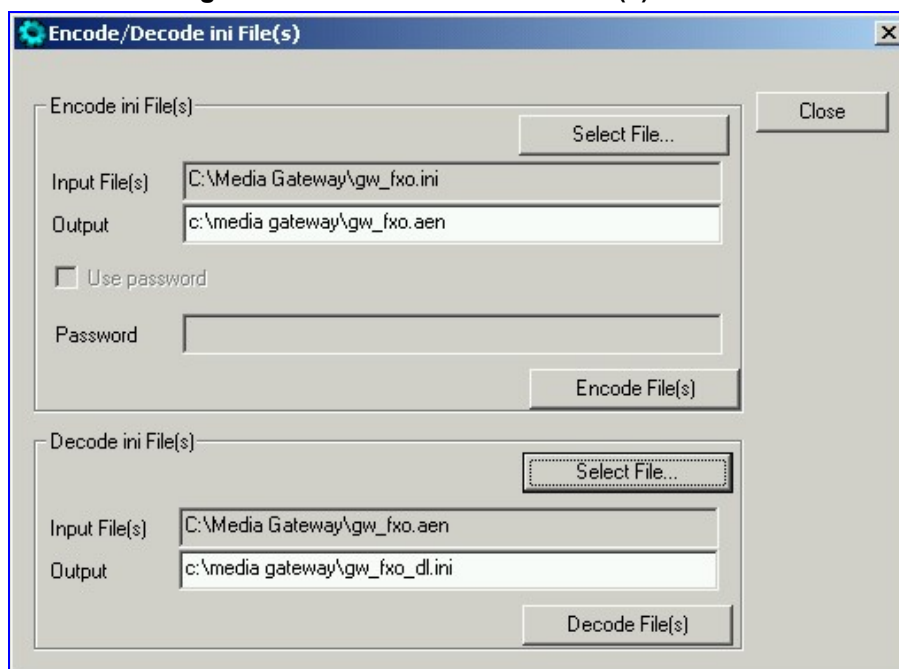 Encode/Decode ini File(s)
Encode ini File(s)
Close
Select File...
Input File(s) C:\Media Gateway\gw_fxo.ini
Output c:\media gateway\gw_fxo.aen
Use password
Password
Encode File(s)
Decode ini File(s)
Select File...
Input File(s) C:\Media Gateway\gw_fxo.aen
Output c:\media gateway\gw_fxo_dl.ini
Decode File(s)